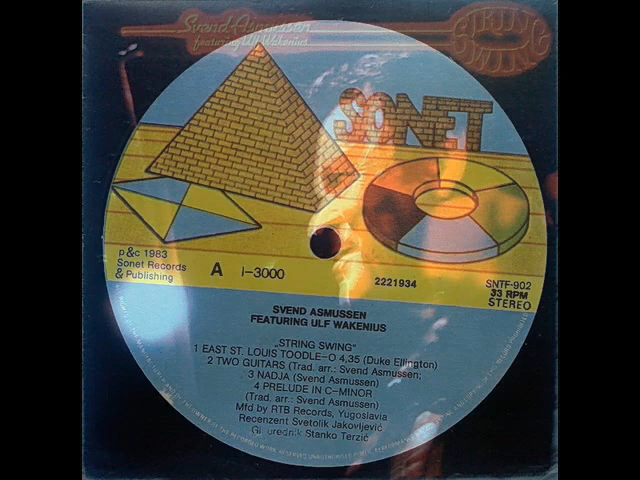 Svend Asmussen
featuring Ulf Wakenius
STRING
SWING
SONET
p &c 1983
Sonet Records
& Publishing
A
I-3000
2221934
SNTF-902
33 RPM
STEREO
SVEND ASMUSSEN
FEATURING ULF WAKENIUS
„STRING SWING"
1 EAST ST. LOUIS TOODLE-O 4,35 (Duke Ellington)
2 TWO GUITARS (Trad. arr.: Svend Asmussen;
3 NADJA (Svend Asmussen)
4 PRELUDE IN C-MINOR
(Trad. arr.: Svend Asmussen)
Mfd by RTB Records, Yugoslavia
Recenzent Svetolik Jakovljević
Gl. urednik Stanko Terzić